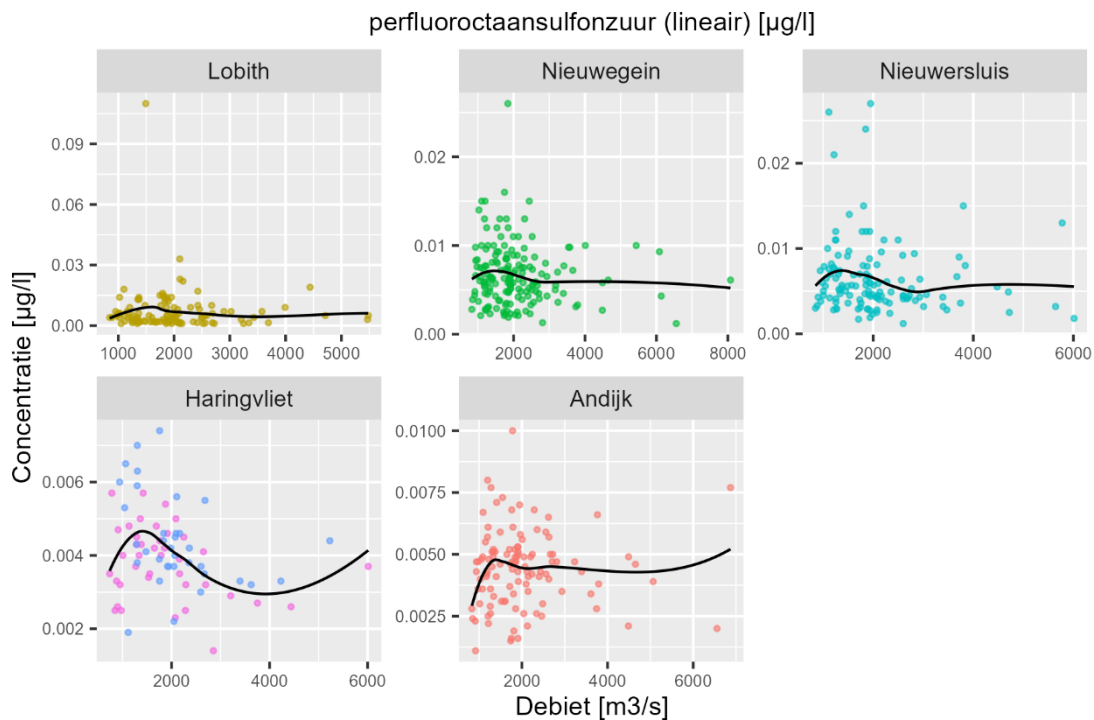 perfluoroctaansulfonzuur (lineair) [µg/l]
Lobith
Nieuwegein
Nieuwersluis
0.09
0.06
0.03
0.00
1000 2000 3000 4000 5000
0.02
0.01
0.00
2000 4000 6000 8000
0.02
0.01
0.00
2000 4000 6000
Concentratie [µg/l]
Haringvliet
Andijk
0.006
0.004
0.002
2000 4000 6000
0.0100
0.0075
0.0050
0.0025
2000 4000 6000
Debiet [m3/s]